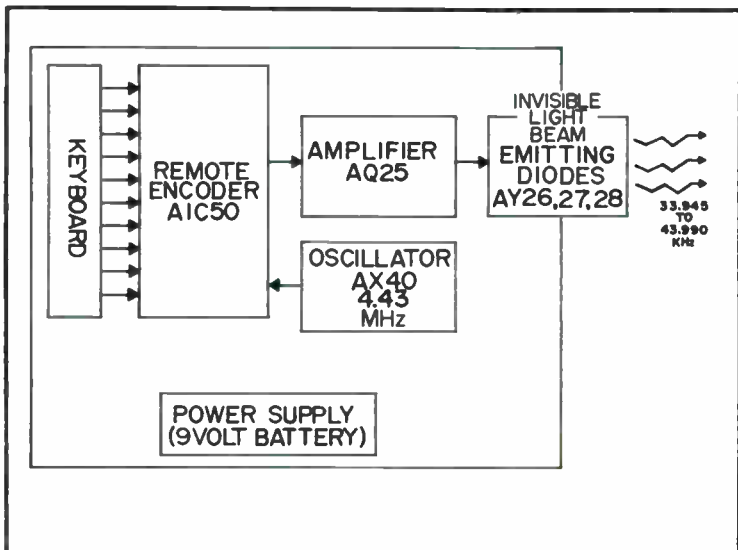 KEYBOARD
REMOTE
ENCODER
AIC50
AMPLIFIER
AQ25
OSCILLATOR
AX40
4.43
MHz
INVISIBLE
LIGHT
BEAM
EMITTING
DIODES
AY26,27,28
33.945
TO
43.990
KHz
POWER SUPPLY
(9VOLT BATTERY)